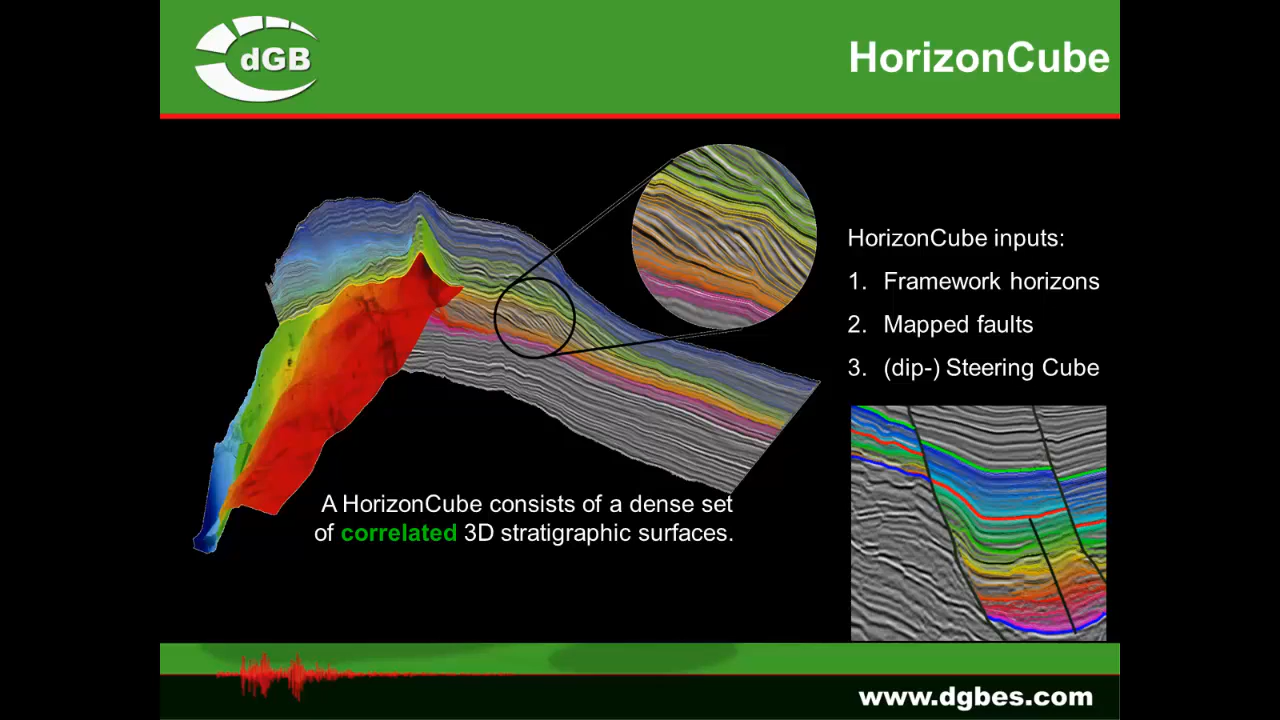 dGB
HorizonCube
HorizonCube inputs:
1. Framework horizons
2. Mapped faults
3. (dip-) Steering Cube
A HorizonCube consists of a dense set
of correlated 3D stratigraphic surfaces.
www.dgbes.com